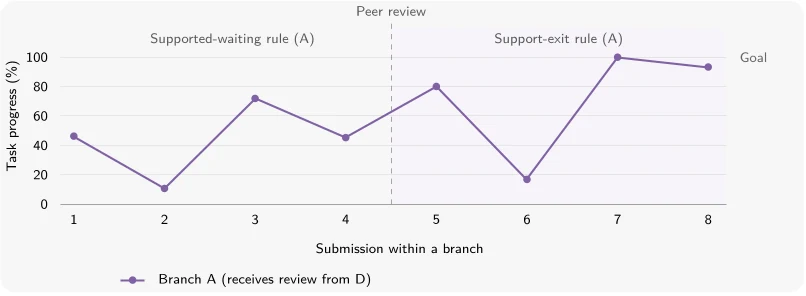 Peer review
Supported-waiting rule (A)
Support-exit rule (A)
Goal
Task progress (%)
100
80
60
40
20
0
1 2 3 4 5 6 7 8
Submission within a branch
Branch A (receives review from D)